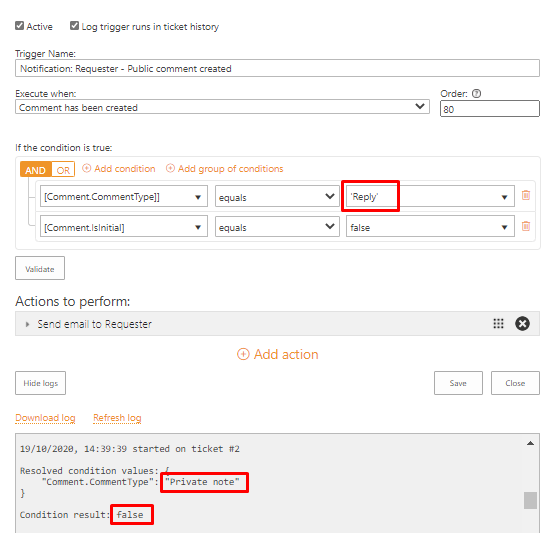 Active Log trigger runs in ticket history
Trigger Name:
Notification: Requester - Public comment created
Execute when: Order:
Comment has been created 80
If the condition is true:
AND OR Add condition Add group of conditions
[Comment.CommentType]] equals 'Reply'
[Comment.IsInitial] equals false
Validate
Actions to perform:
Send email to Requester
Add action
Hide logs Save Close
Download log Refresh log
19/10/2020, 14:39:39 started on ticket #2
Resolved condition values: {
"Comment.CommentType": "Private note"
}
Condition result: false